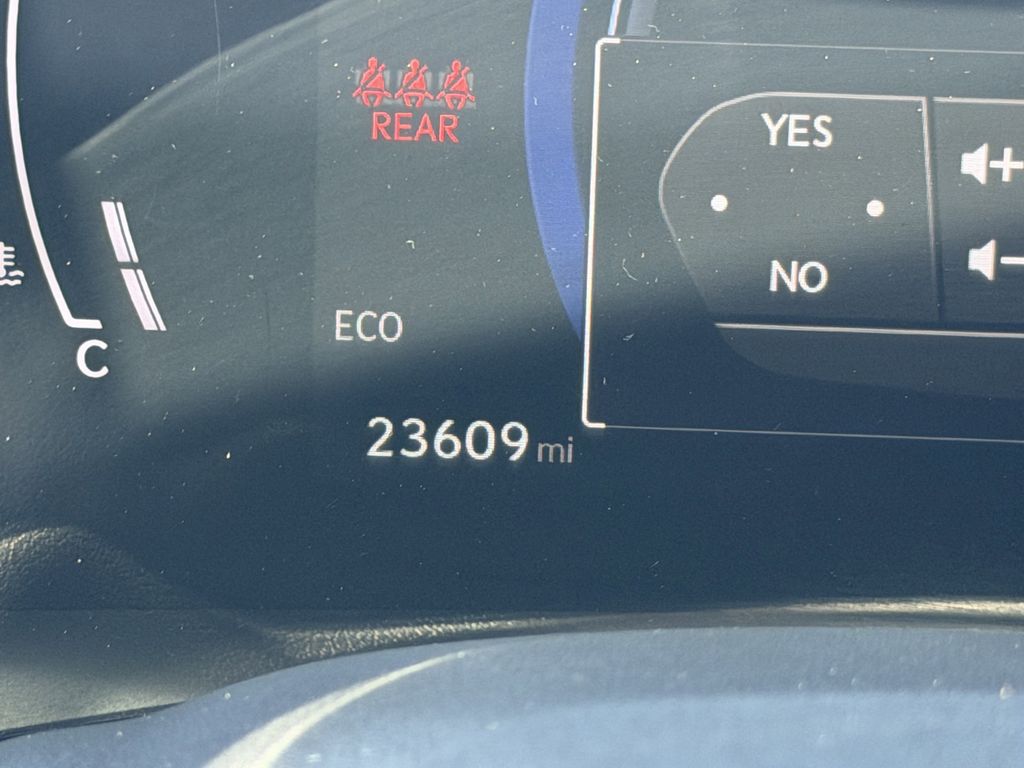 REAR
YES
NO
ECO
C
23609 mi